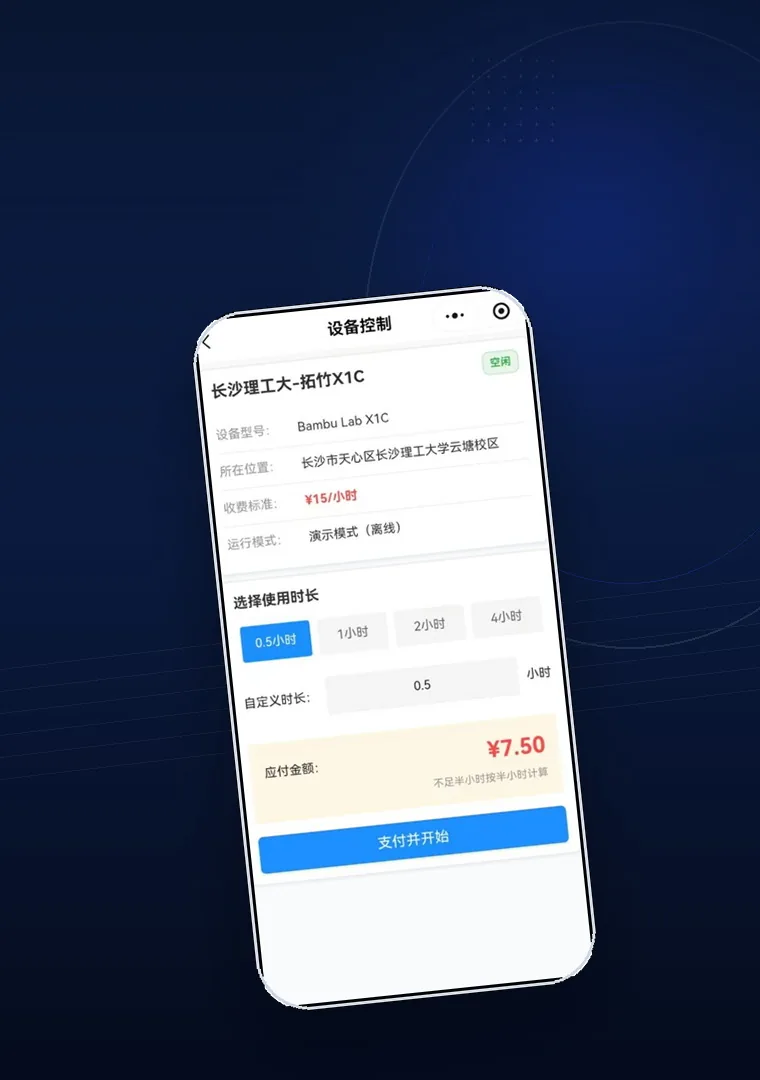 设备控制
长沙理工大-拓竹X1C
空闲
设备型号: Bambu Lab X1C
所在位置: 长沙市天心区长沙理工大学云塘校区
收费标准: ¥15/小时
运行模式: 演示模式（离线）
选择使用时长
0.5小时 1小时 2小时 4小时
自定义时长: 0.5 小时
应付金额: ¥7.50
不足半小时按半小时计算
支付并开始